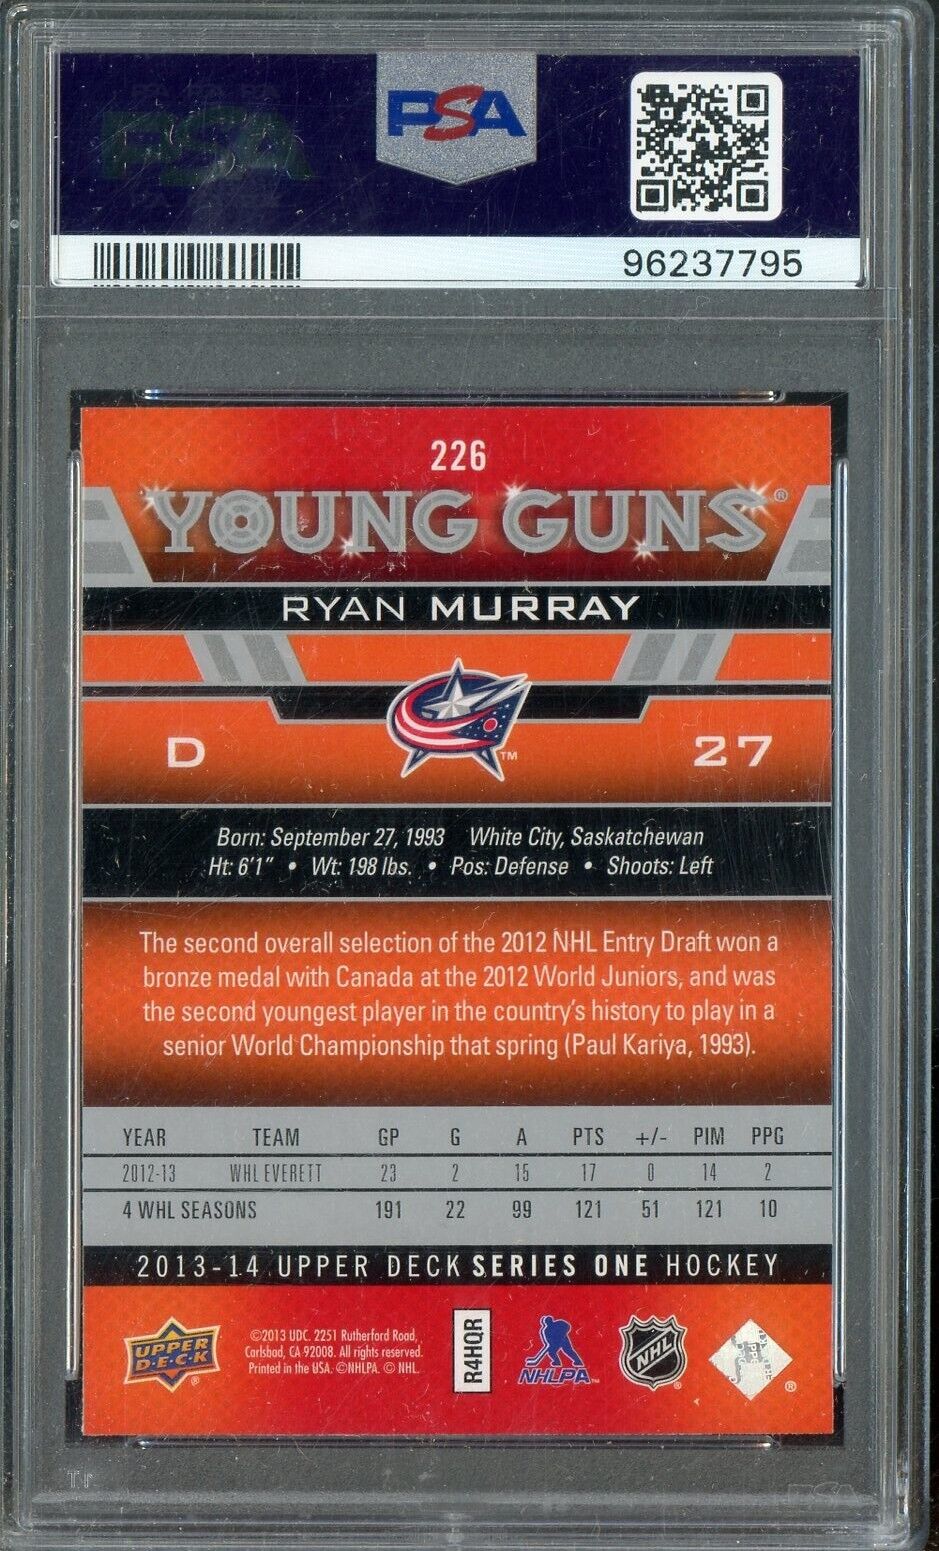 PSA
PSA
96237795
226
YOUNG GUNS®
RYAN MURRAY
D
TM
27
Born: September 27, 1993 White City, Saskatchewan
Ht: 6'1" • Wt: 198 lbs. • Pos: Defense • Shoots: Left
The second overall selection of the 2012 NHL Entry Draft won a
bronze medal with Canada at the 2012 World Juniors, and was
the second youngest player in the country's history to play in a
senior World Championship that spring (Paul Kariya, 1993).
YEAR TEAM GP G A PTS +/- PIM PPG
2012-13 WHL EVERETT 23 2 15 17 0 14 2
4 WHL SEASONS 191 22 99 121 51 121 10
2013-14 UPPER DECK SERIES ONE HOCKEY
UPPER DECK®
©2013 UDC. 2251 Rutherford Road,
Carlsbad, CA 92008. All rights reserved.
Printed in the USA. ©NHLPA. © NHL.
R4HQR
NHLPA™
NHL®
®
PSA